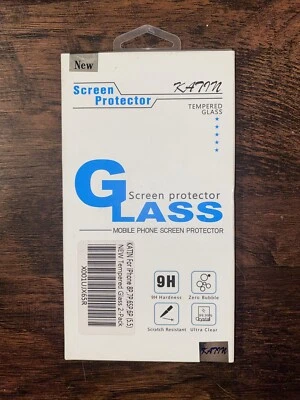 New
Screen
Protector
KATIN
TEMPERED
GLASS
GLASS
Screen protector
MOBILE PHONE SCREEN PROTECTOR
X001UJX65R
KATIN For iPhone 8P 7P 6SP 6P (5.5)
NEW Tempered Glass 2-Pack
9H
9H Hardness
Zero Bubble
Scratch Resistant
Ultra Clear
KATIN